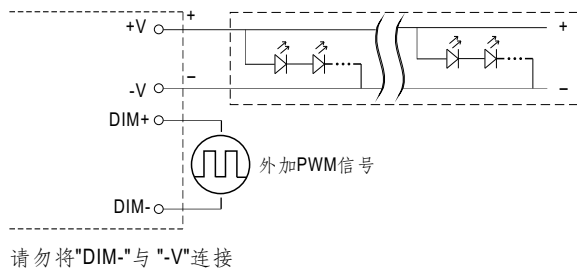 +V
+
+
-V
−
−
DIM+
外加PWM信号
DIM-
请勿将"DIM-"与 "-V"连接